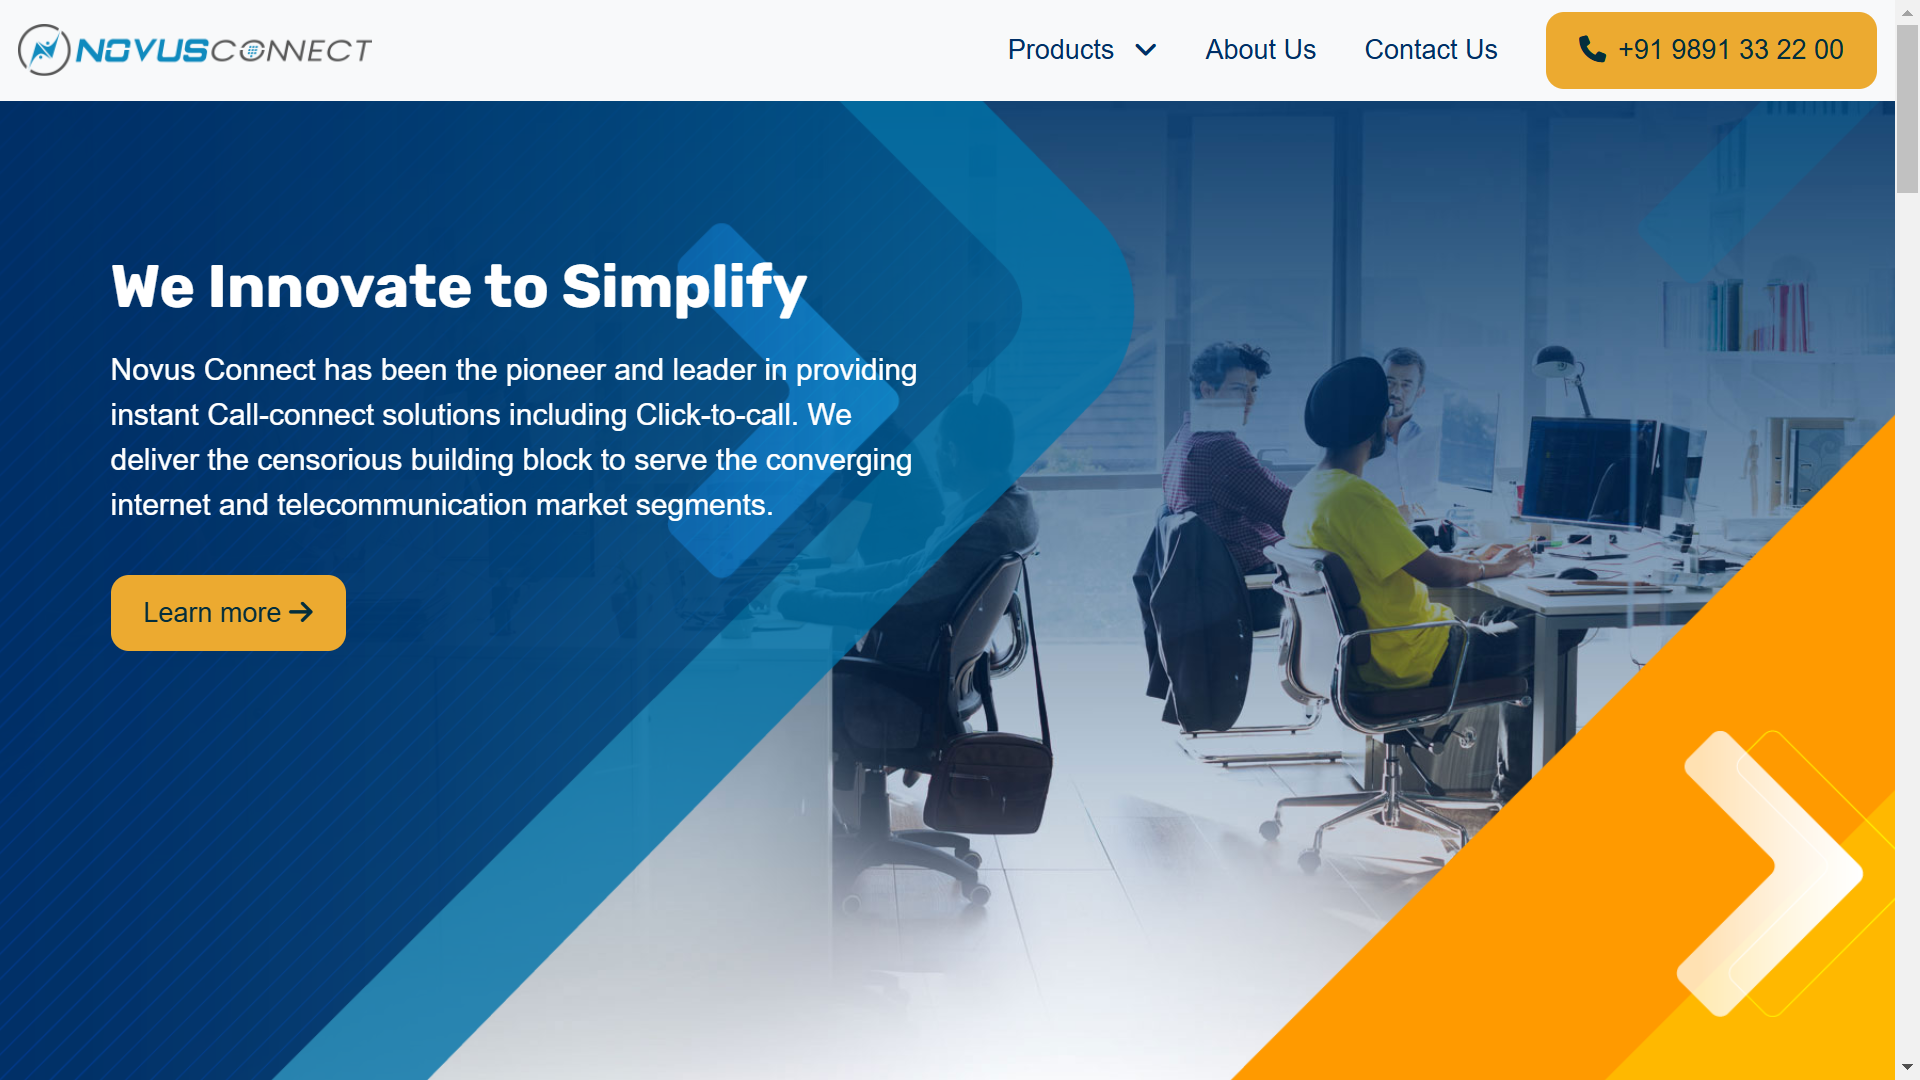 NOVUSCONNECT
Products
About Us
Contact Us
+91 9891 33 22 00
We Innovate to Simplify
Novus Connect has been the pioneer and leader in providing
instant Call-connect solutions including Click-to-call. We
deliver the censorious building block to serve the converging
internet and telecommunication market segments.
Learn more